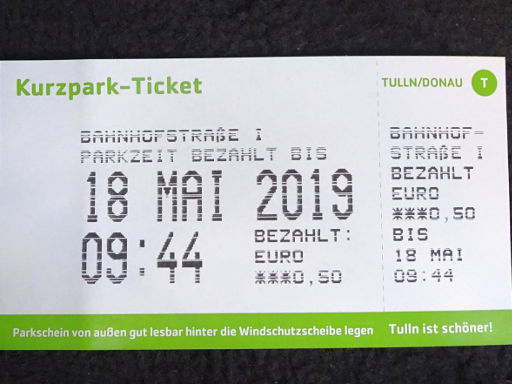 Kurzpark-Ticket
BAHNHOFSTRAßE I
PARKZEIT BEZAHLT BIS
18 MAI 2019
09:44
BEZAHLT:
EURO
***0,50
TULLN/DONAU T
BAHNHOF-
STRAßE I
BEZAHLT
EURO
***0,50
BIS
18 MAI
09:44
Parkschein von außen gut lesbar hinter die Windschutzscheibe legen
Tulln ist schöner!